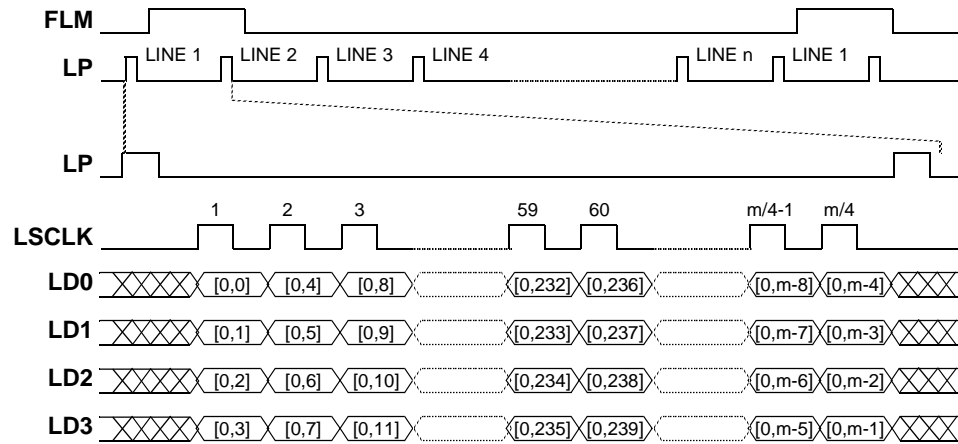 FLM
LP LINE 1 LINE 2 LINE 3 LINE 4 LINE n LINE 1
LP
1 2 3 59 60 m/4-1 m/4
LSCLK
LD0 [0,0] [0,4] [0,8] [0,232] [0,236] [0,m-8] [0,m-4]
LD1 [0,1] [0,5] [0,9] [0,233] [0,237] [0,m-7] [0,m-3]
LD2 [0,2] [0,6] [0,10] [0,234] [0,238] [0,m-6] [0,m-2]
LD3 [0,3] [0,7] [0,11] [0,235] [0,239] [0,m-5] [0,m-1]